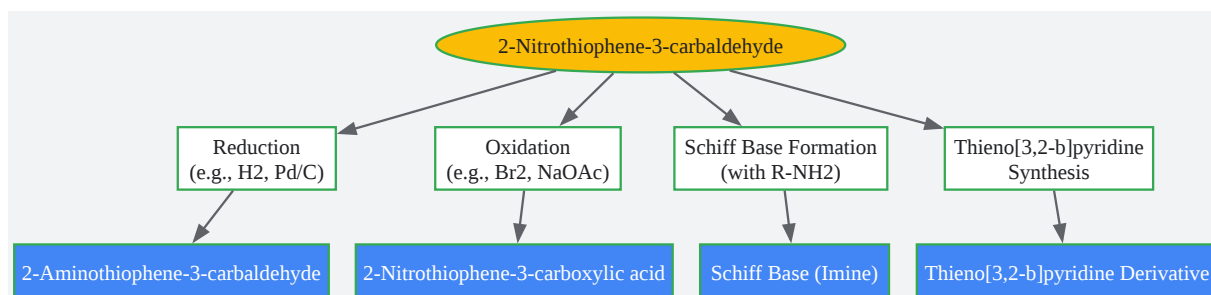 2-Nitrothiophene-3-carbaldehyde
Reduction
(e.g., H2, Pd/C)
Oxidation
(e.g., Br2, NaOAc)
Schiff Base Formation
(with R-NH2)
Thieno[3,2-b]pyridine
Synthesis
2-Aminothiophene-3-carbaldehyde
2-Nitrothiophene-3-carboxylic acid
Schiff Base (Imine)
Thieno[3,2-b]pyridine Derivative